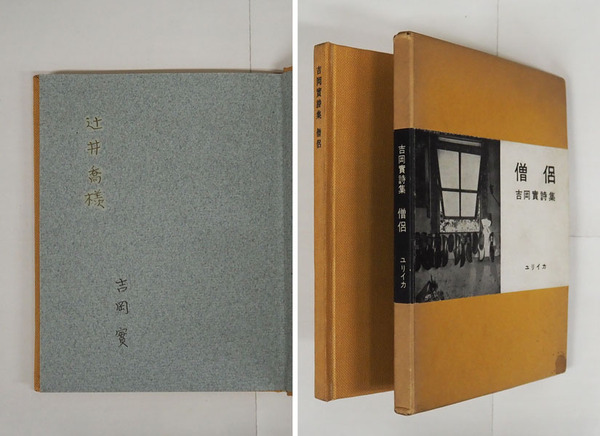 辻井喬様
吉岡實
吉岡實詩集 僧侶
吉岡實詩集 僧侶
ユリイカ
僧侶
吉岡實詩集
ユリイカ